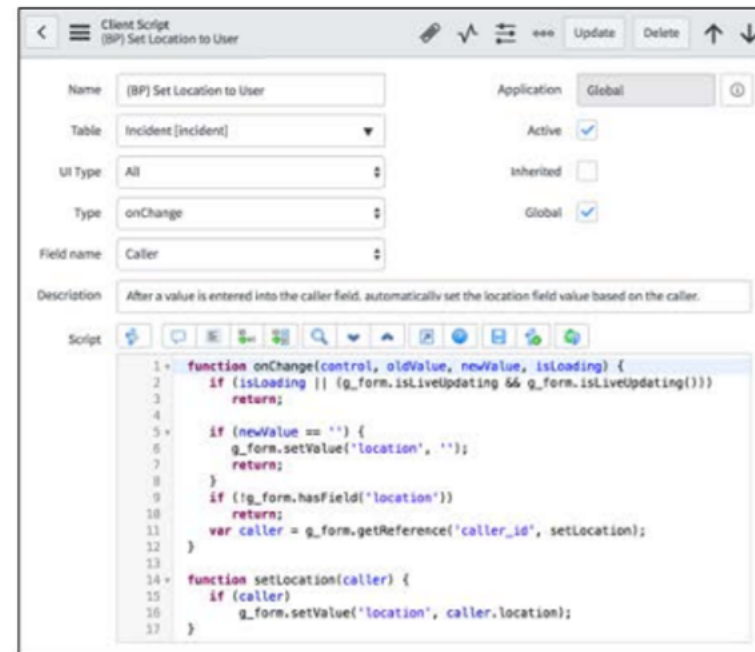 Client Script
(BP) Set Location to User
Update
Delete
Name
(BP) Set Location to User
Application
Global
Table
Incident [incident]
Active
UI Type
All
Inherited
Type
onChange
Global
Field name
Caller
Description
After a value is entered into the caller field, automatically set the location field value based on the caller.
Script
1 function onChange(control, oldValue, newValue, isLoading) {
2 if (isLoading || (g_form.isLiveUpdating && g_form.isLiveUpdating()))
3 return;
4
5 if (newValue == '') {
6 g_form.setValue('location', '');
7 return;
8 }
9 if (!g_form.hasField('location'))
10 return;
11 var caller = g_form.getReference('caller_id', setLocation);
12 }
13
14 function setLocation(caller) {
15 if (caller)
16 g_form.setValue('location', caller.location);
17 }